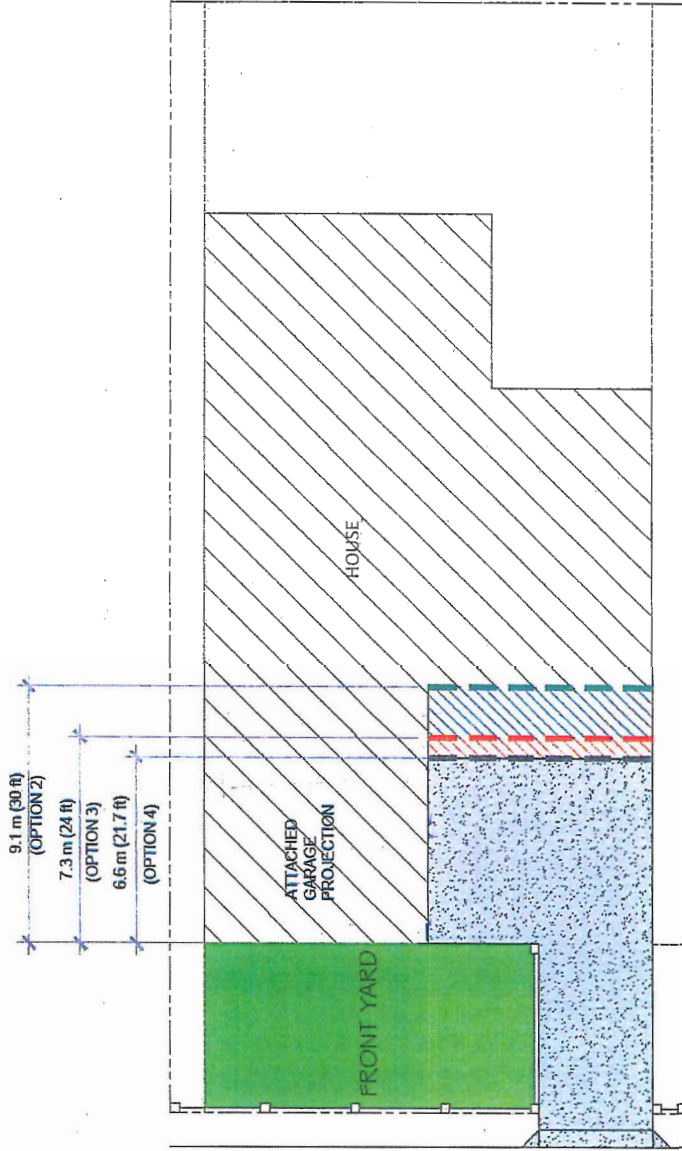 9.1 m (30 ft)
(OPTION 2)
7.3 m (24 ft)
(OPTION 3)
6.6 m (21.7 ft)
(OPTION 4)
HOUSE
ATTACHED
GARAGE
PROJECTION
FRONT YARD